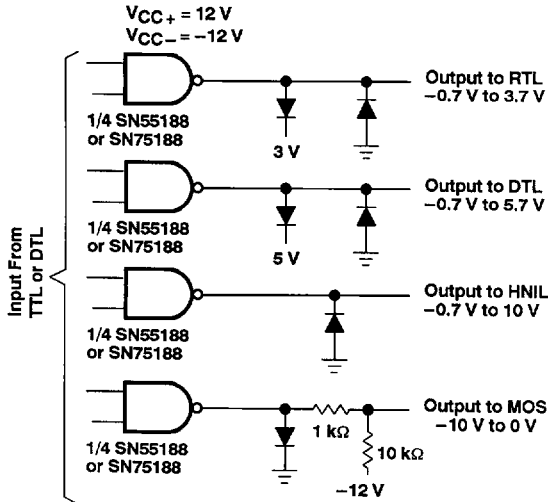 VCC+ = 12 V
VCC− = −12 V
Input From
TTL or DTL
1/4 SN55188
or SN75188
3 V
Output to RTL
−0.7 V to 3.7 V
1/4 SN55188
or SN75188
5 V
Output to DTL
−0.7 V to 5.7 V
1/4 SN55188
or SN75188
Output to HNIL
−0.7 V to 10 V
1/4 SN55188
or SN75188
1 kΩ
10 kΩ
−12 V
Output to MOS
−10 V to 0 V